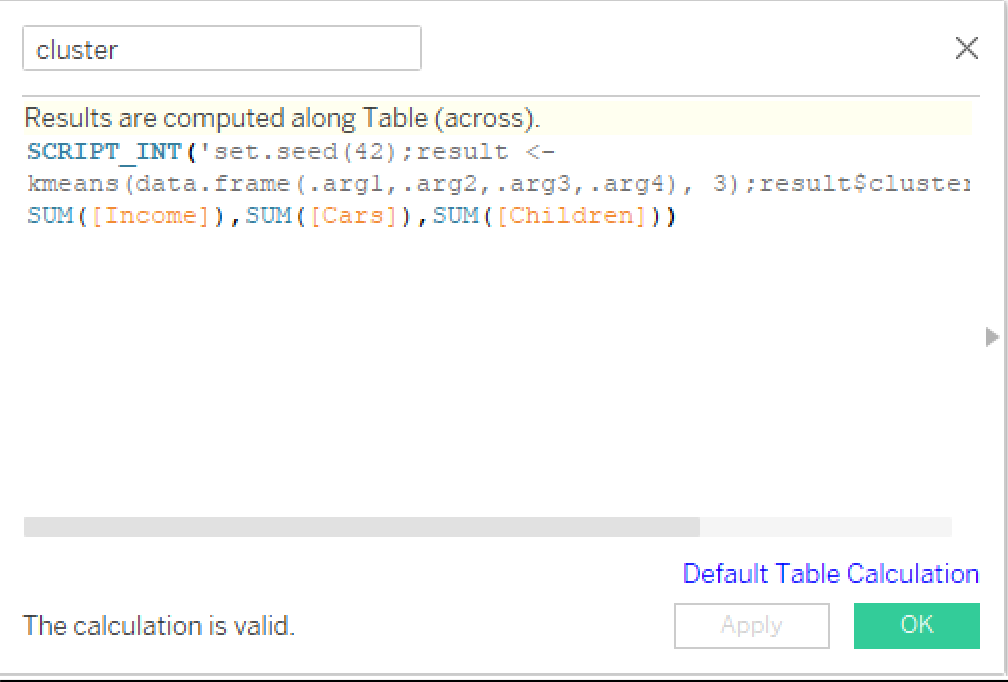 cluster
Results are computed along Table (across).
SCRIPT_INT('set.seed(42);result <-
kmeans(data.frame(.arg1,.arg2,.arg3,.arg4), 3);result$cluster
SUM([Income]),SUM([Cars]),SUM([Children]))
Default Table Calculation
The calculation is valid.
Apply
OK